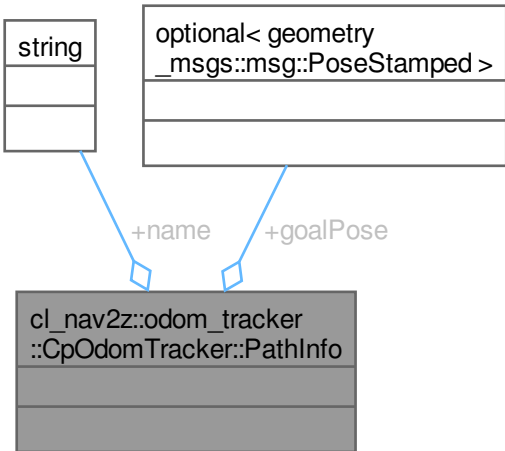 string
optional< geometry
_msgs::msg::PoseStamped >
+name
+goalPose
cl_nav2z::odom_tracker
::CpOdomTracker::PathInfo